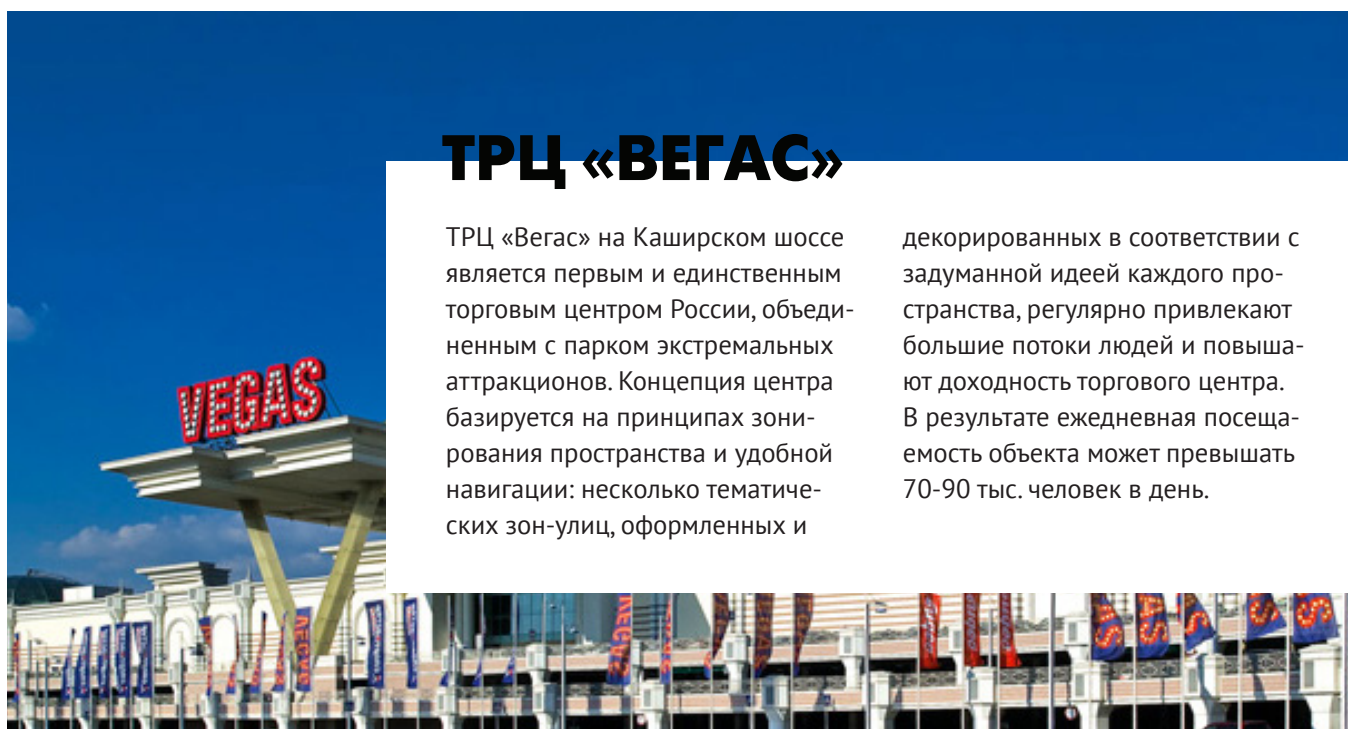 ТРЦ «ВЕГАС»
ТРЦ «Вегас» на Каширском шоссе
является первым и единственным
торговым центром России, объеди-
ненным с парком экстремальных
аттракционов. Концепция центра
базируется на принципах зони-
рования пространства и удобной
навигации: несколько тематиче-
ских зон-улиц, оформленных и
декорированных в соответствии с
задуманной идеей каждого про-
странства, регулярно привлекают
большие потоки людей и повыша-
ют доходность торгового центра.
В результате ежедневная посеща-
емость объекта может превышать
70-90 тыс. человек в день.
VEGAS
VEGAS